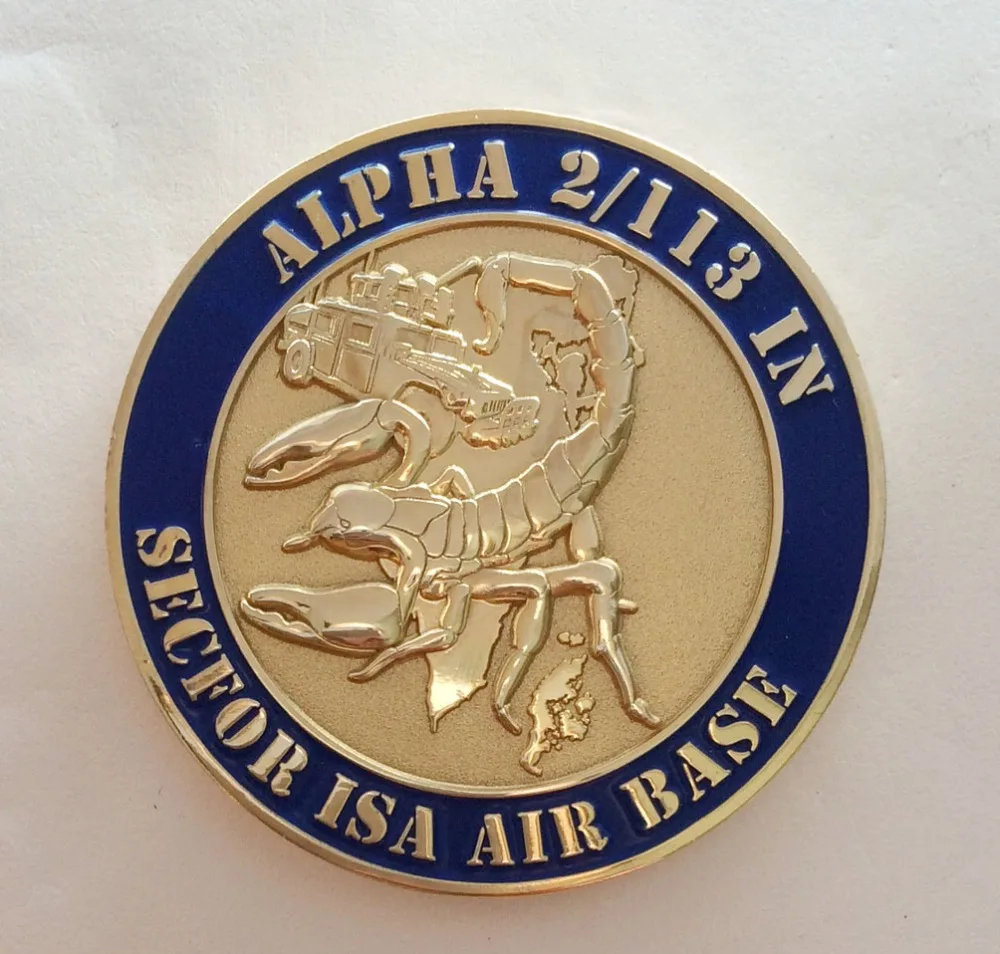 ALPHA 2/113 IN
SECFOR ISA AIR BASE